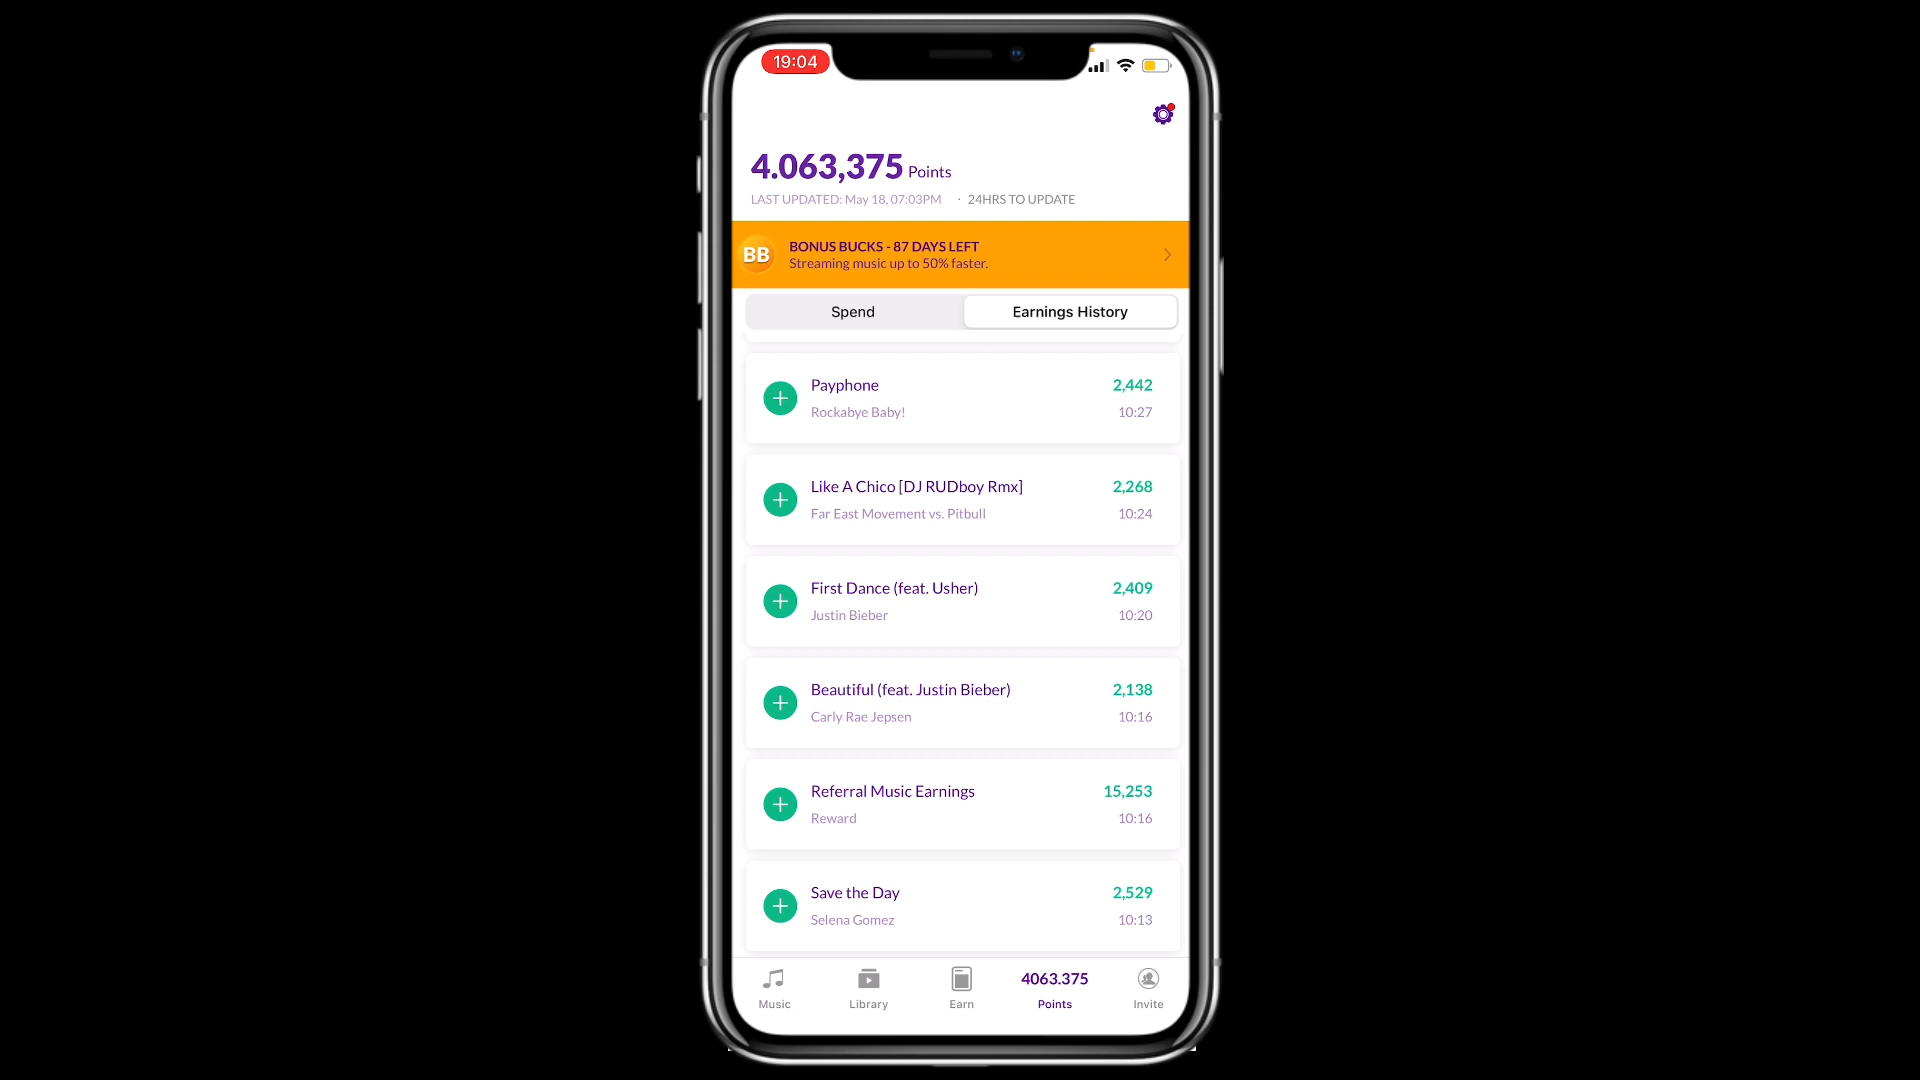 19:04
4.063,375 Points
LAST UPDATED: May 18, 07:03PM · 24HRS TO UPDATE
BB
BONUS BUCKS - 87 DAYS LEFT
Streaming music up to 50% faster.
Spend
Earnings History
Payphone 2,442
Rockabye Baby! 10:27
Like A Chico [DJ RUDboy Rmx] 2,268
Far East Movement vs. Pitbull 10:24
First Dance (feat. Usher) 2,409
Justin Bieber 10:20
Beautiful (feat. Justin Bieber) 2,138
Carly Rae Jepsen 10:16
Referral Music Earnings 15,253
Reward 10:16
Save the Day 2,529
Selena Gomez 10:13
4063.375
Music Library Earn Points Invite